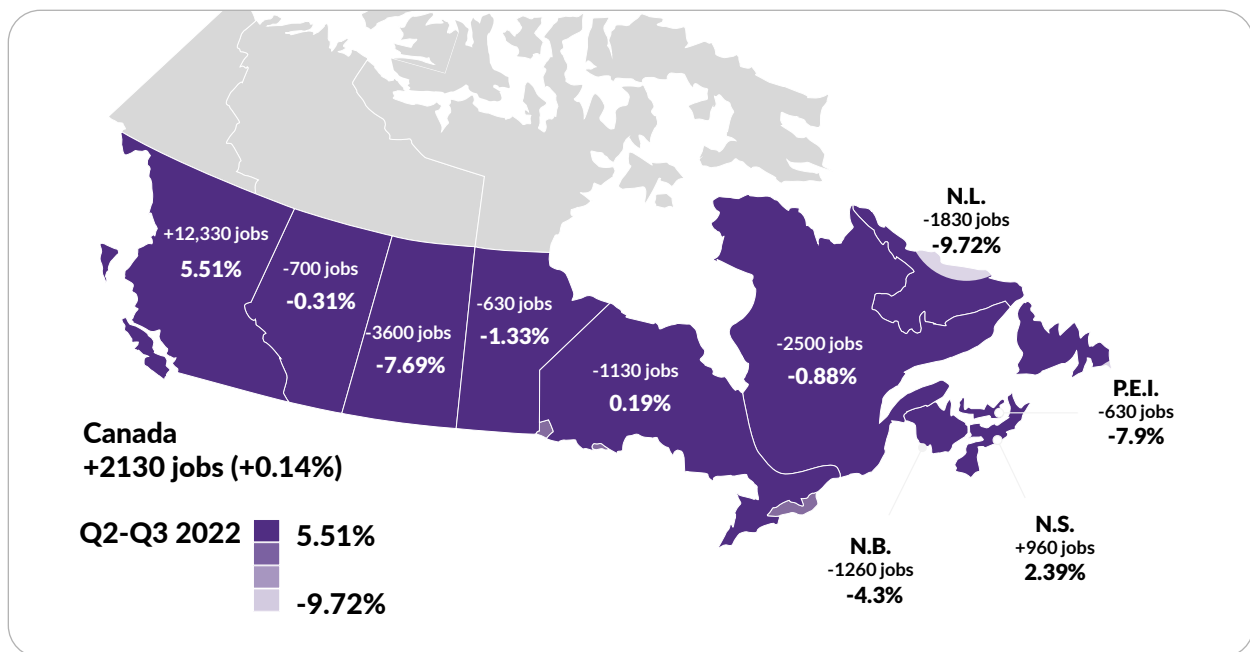 N.L.
-1830 jobs
-9.72%
+12,330 jobs
5.51%
-700 jobs
-0.31%
-3600 jobs
-7.69%
-630 jobs
-1.33%
-1130 jobs
0.19%
-2500 jobs
-0.88%
P.E.I.
-630 jobs
-7.9%
Canada
+2130 jobs (+0.14%)
Q2-Q3 2022
5.51%
-9.72%
N.B.
-1260 jobs
-4.3%
N.S.
+960 jobs
2.39%